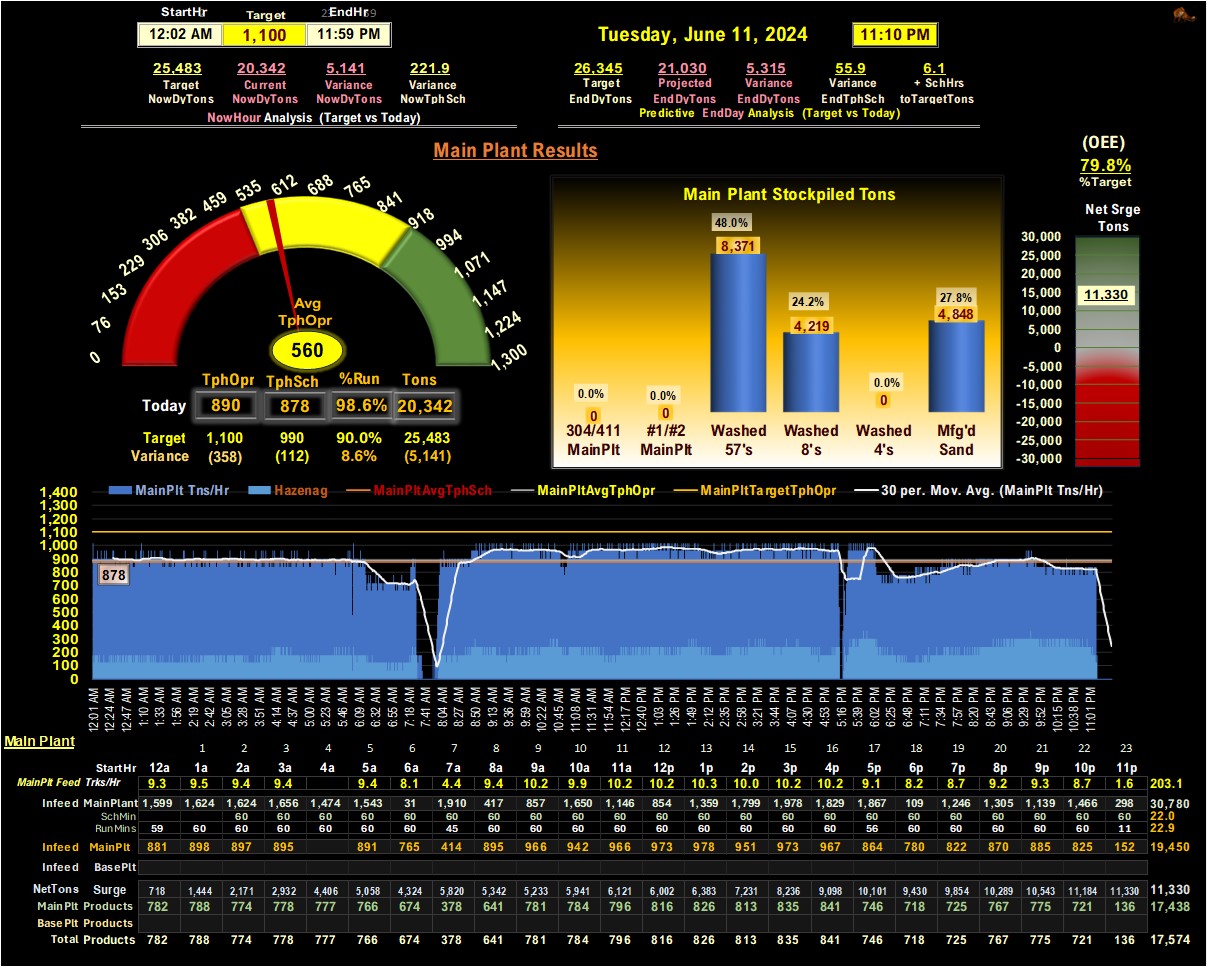 StartHr Target EndHr
12:02 AM 1,100 11:59 PM
Tuesday, June 11, 2024 11:10 PM
25,483 20,342 5,141 221.9
Target Current Variance Variance
NowDyTons NowDyTons NowDyTons NowTphSch
NowHour Analysis (Target vs Today)
26,345 21,030 5,315 55.9 6.1
Target Projected Variance Variance + SchHrs
EndDyTons EndDyTons EndDyTons EndTphSch toTargetTons
Predictive EndDay Analysis (Target vs Today)
Main Plant Results
(OEE)
79.8%
%Target
Net Srge
Tons
30,000
25,000
20,000
15,000
11,330
10,000
5,000
0
-5,000
-10,000
-15,000
-20,000
-25,000
-30,000
0 76 153 229 306 382 459 535 612 688 765 841 918 994 1,071 1,147 1,224 1,300
Avg
TphOpr
560
TphOpr TphSch %Run Tons
Today 890 878 98.6% 20,342
Target 1,100 990 90.0% 25,483
Variance (358) (112) 8.6% (5,141)
Main Plant Stockpiled Tons
0.0% 0.0% 48.0% 24.2% 0.0% 27.8%
0 0 8,371 4,219 0 4,848
304/411 #1/#2 Washed Washed Washed Mfg'd
MainPlt MainPlt 57's 8's 4's Sand
MainPlt Tns/Hr Hazenag MainPltAvgTphSch MainPltAvgTphOpr MainPltTargetTphOpr 30 per. Mov. Avg. (MainPlt Tns/Hr)
1,400
1,300
1,200
1,100
1,000
900
800
700
600
500
400
300
200
100
0
878
12:01 AM 12:24 AM 12:47 AM 1:10 AM 1:33 AM 1:56 AM 2:19 AM 2:42 AM 3:05 AM 3:28 AM 3:51 AM 4:14 AM 4:37 AM 5:00 AM 5:23 AM 5:46 AM 6:09 AM 6:32 AM 6:55 AM 7:18 AM 7:41 AM 8:04 AM 8:27 AM 8:50 AM 9:13 AM 9:36 AM 9:59 AM 10:22 AM 10:45 AM 11:08 AM 11:31 AM 11:54 AM 12:17 PM 12:40 PM 1:03 PM 1:26 PM 1:49 PM 2:12 PM 2:35 PM 2:58 PM 3:21 PM 3:44 PM 4:07 PM 4:30 PM 4:53 PM 5:16 PM 5:39 PM 6:02 PM 6:25 PM 6:48 PM 7:11 PM 7:34 PM 7:57 PM 8:20 PM 8:43 PM 9:06 PM 9:29 PM 9:52 PM 10:15 PM 10:38 PM 11:01 PM
Main Plant
1 2 3 4 5 6 7 8 9 10 11 12 13 14 15 16 17 18 19 20 21 22 23
StartHr 12a 1a 2a 3a 4a 5a 6a 7a 8a 9a 10a 11a 12p 1p 2p 3p 4p 5p 6p 7p 8p 9p 10p 11p
MainPlt Feed Trks/Hr 9.3 9.5 9.4 9.4 9.4 8.1 4.4 9.4 10.2 9.9 10.2 10.2 10.3 10.0 10.2 10.2 9.1 8.2 8.7 9.2 9.3 8.7 1.6 203.1
Infeed MainPlant 1,599 1,624 1,624 1,656 1,474 1,543 31 1,910 417 857 1,650 1,146 854 1,359 1,799 1,978 1,829 1,867 109 1,246 1,305 1,139 1,466 298 30,780
SchMin 60 60 60 60 60 60 60 60 60 60 60 60 60 60 60 60 60 60 60 60 60 60 22.0
RunMins 59 60 60 60 60 60 60 45 60 60 60 60 60 60 60 60 60 56 60 60 60 60 60 11 22.9
Infeed MainPlt 881 898 897 895 891 765 414 895 966 942 966 973 978 951 973 967 864 780 822 870 885 825 152 19,450
Infeed BasePlt
NetTons Surge 718 1,444 2,171 2,932 4,406 5,058 4,324 5,820 5,342 5,233 5,941 6,121 6,002 6,383 7,231 8,236 9,098 10,101 9,430 9,854 10,289 10,543 11,184 11,330 11,330
MainPlt Products 782 788 774 778 777 766 674 378 641 781 784 796 816 826 813 835 841 746 718 725 767 775 721 136 17,438
BasePlt Products
Total Products 782 788 774 778 777 766 674 378 641 781 784 796 816 826 813 835 841 746 718 725 767 775 721 136 17,574